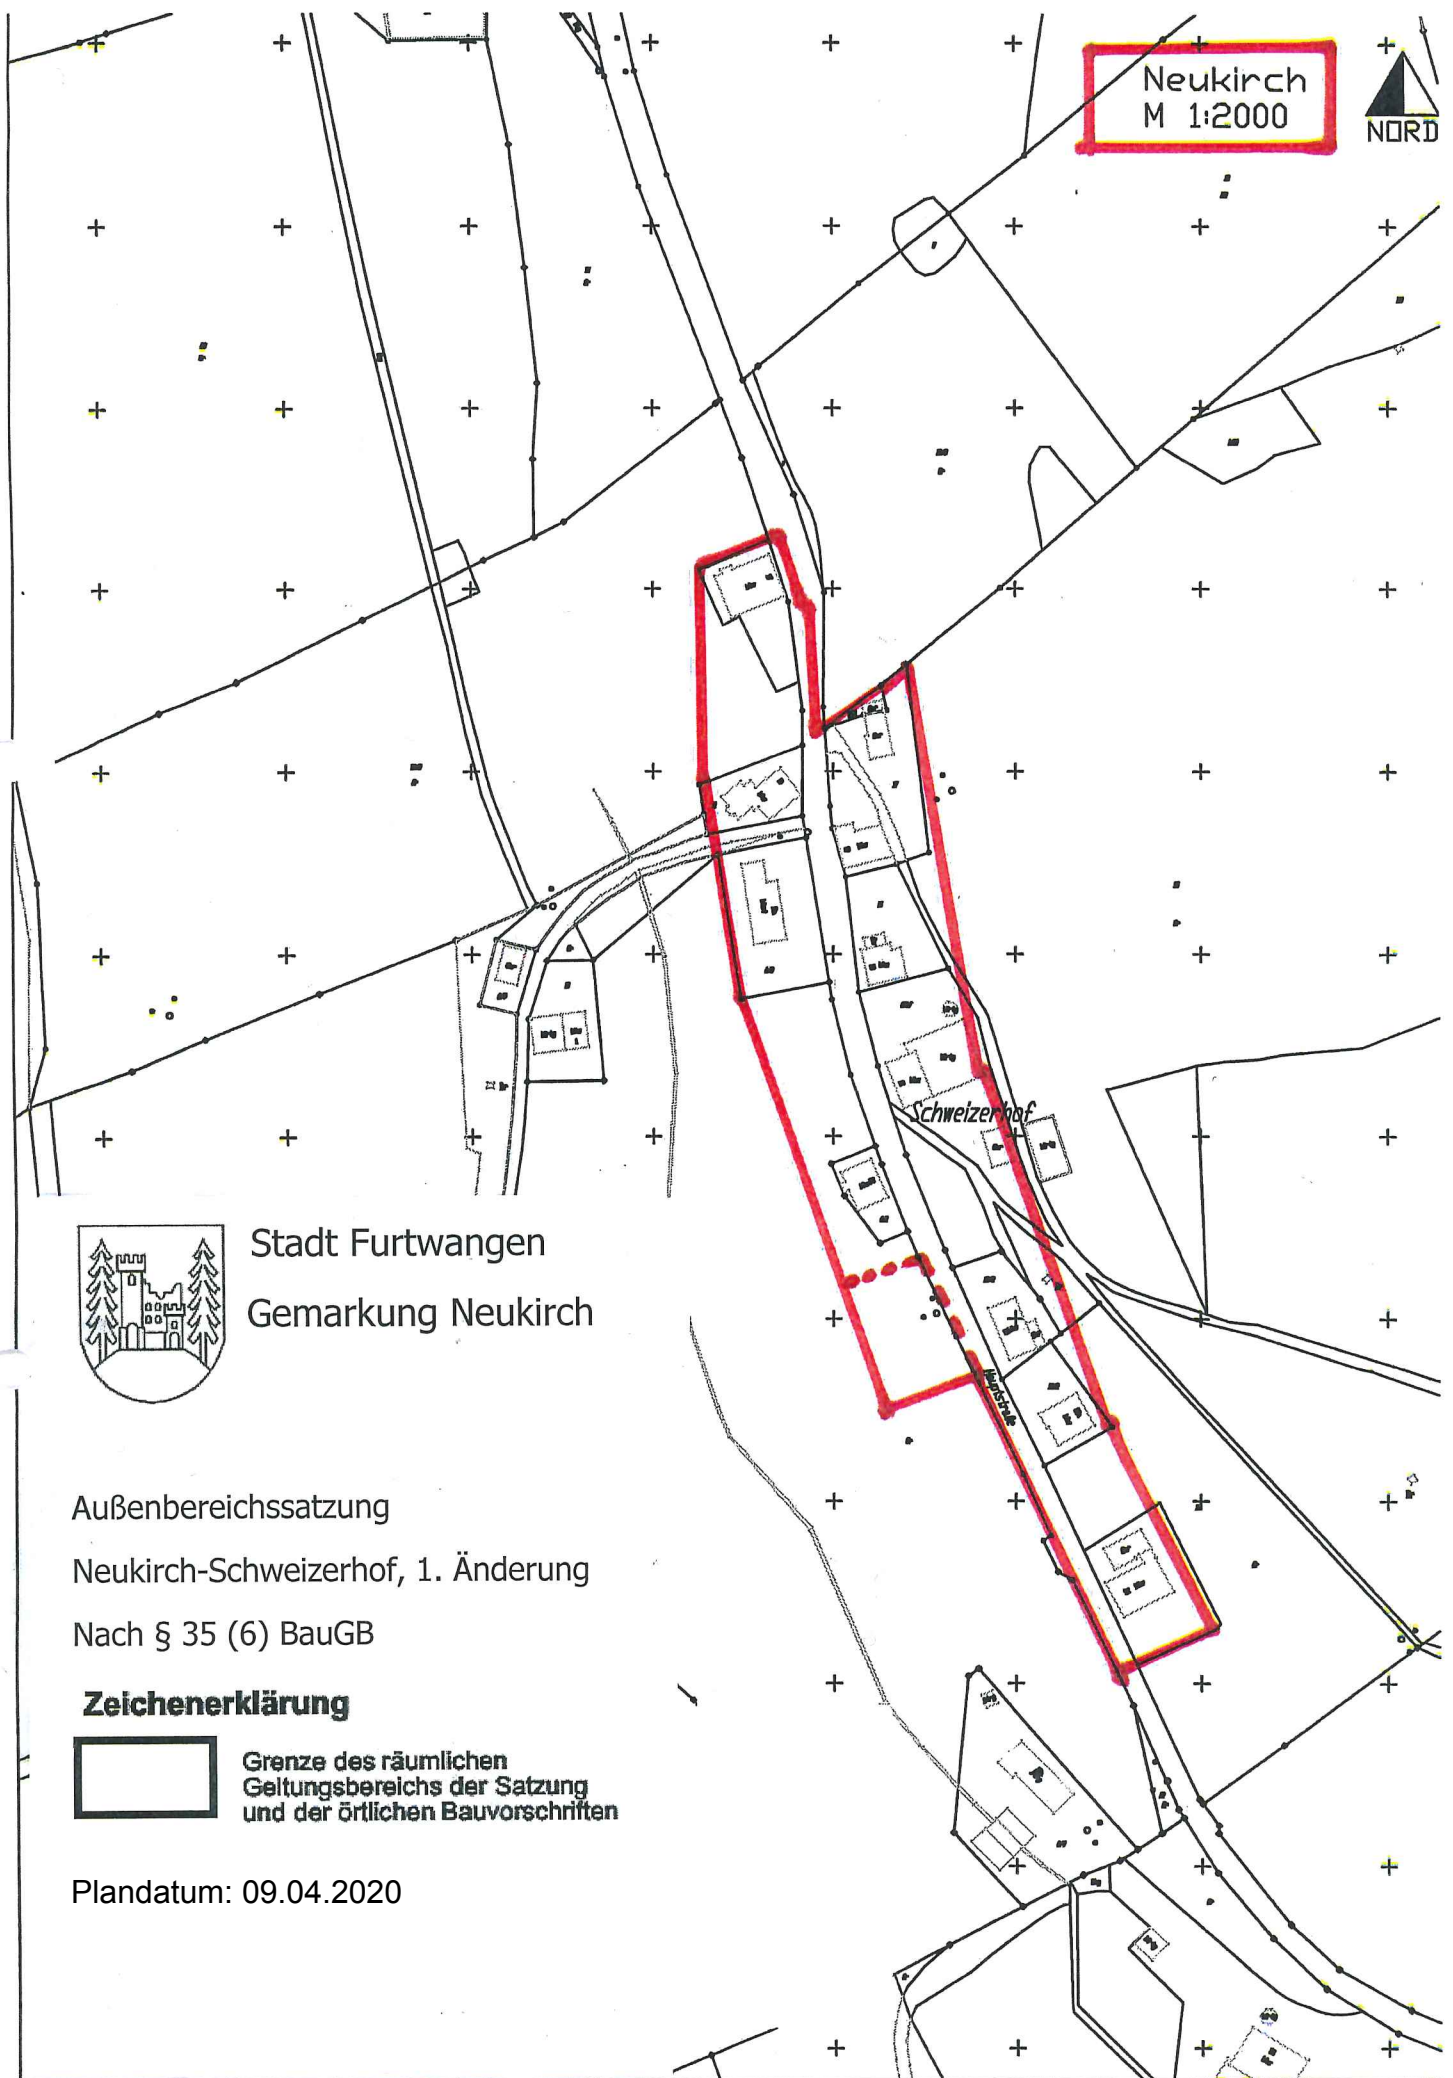 Neukirch
M 1:2000
NORD
Schweizerhof
Hauptstraße
Stadt Furtwangen
Gemarkung Neukirch
Außenbereichssatzung
Neukirch-Schweizerhof, 1. Änderung
Nach § 35 (6) BauGB
Zeichenerklärung
Grenze des räumlichen
Geltungsbereichs der Satzung
und der örtlichen Bauvorschriften
Plandatum: 09.04.2020